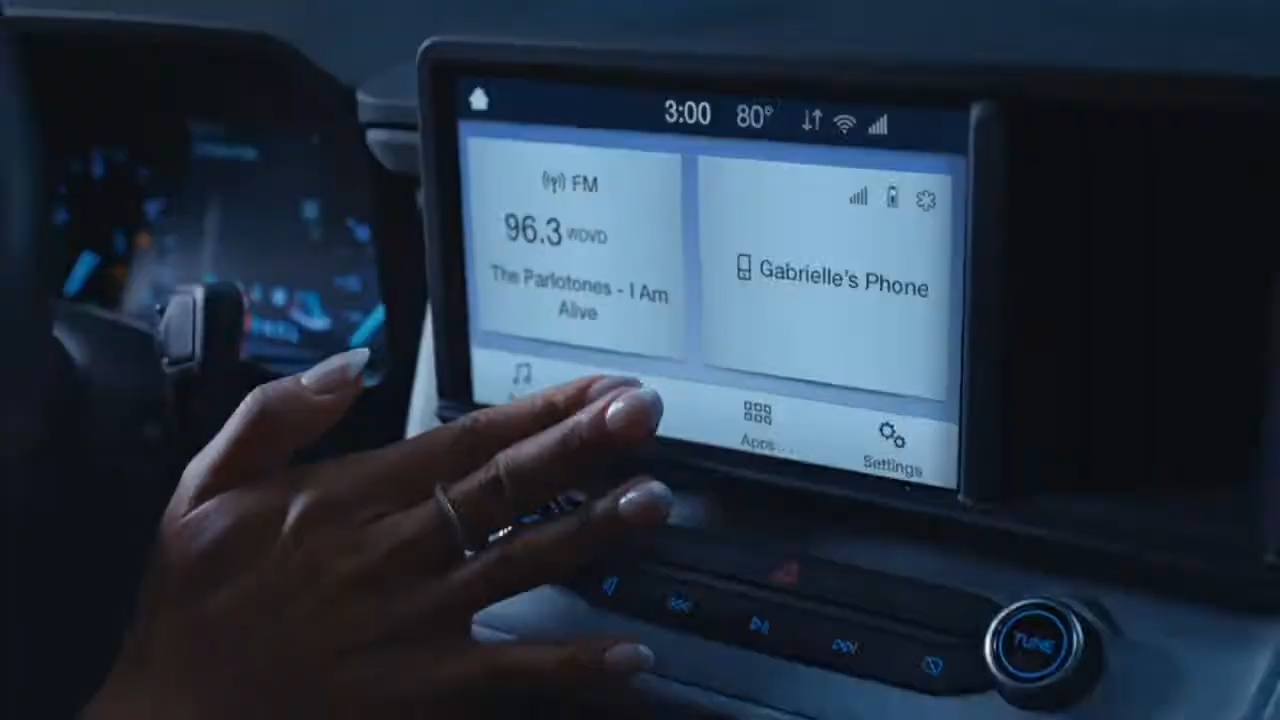 3:00 80°
FM
96.3 WDVD
The Parlotones - I Am
Alive
Gabrielle's Phone
Apps
Settings
TUNE